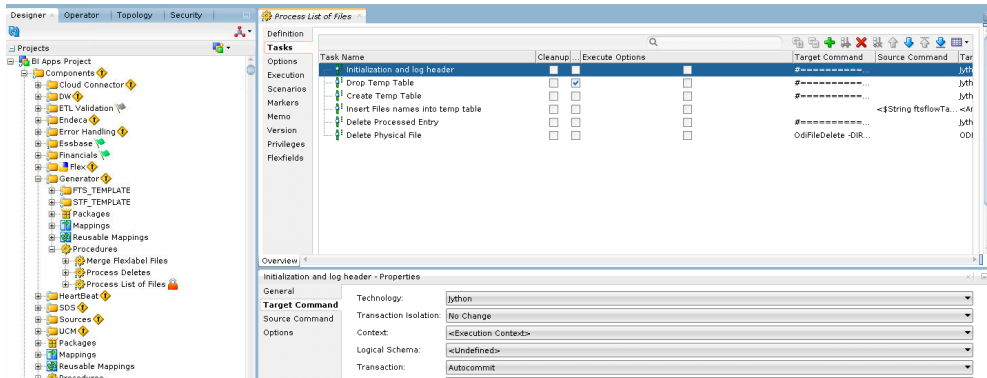 Designer Operator Topology Security
Projects
BI Apps Project
Components
Cloud Connector
DW
ETL Validation
Endeca
Error Handling
Essbase
Financials
Flex
Generator
FTS_TEMPLATE
STF_TEMPLATE
Packages
Mappings
Reusable Mappings
Procedures
Merge Flexlabel Files
Process Deletes
Process List of Files
HeartBeat
SDS
Sources
UCM
Packages
Mappings
Reusable Mappings
Procedures
Process List of Files
Definition
Tasks
Options
Execution
Scenarios
Markers
Memo
Version
Privileges
Flexfields
Task Name Cleanup ... Execute Options Target Command Source Command Tar
Initialization and log header #==========... Jyth
Drop Temp Table #==========... Jyth
Create Temp Table #==========... Jyth
Insert Files names into temp table <$String ftsflowTa... <Ar
Delete Processed Entry #==========... Jyth
Delete Physical File OdiFileDelete -DIR... ODI
Overview
Initialization and log header - Properties
General
Target Command
Source Command
Options
Technology: Jython
Transaction Isolation: No Change
Context: <Execution Context>
Logical Schema: <Undefined>
Transaction: Autocommit